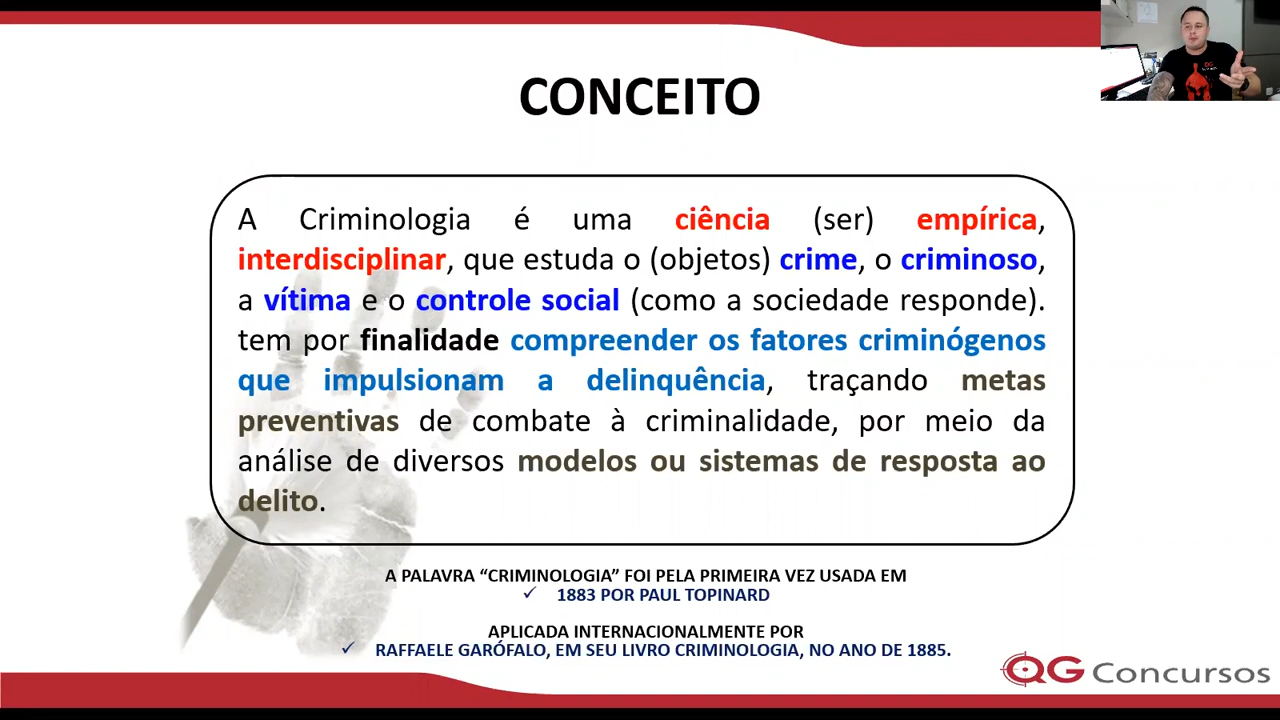 CONCEITO
A Criminologia é uma ciência (ser) empírica,
interdisciplinar, que estuda o (objetos) crime, o criminoso,
a vítima e o controle social (como a sociedade responde).
tem por finalidade compreender os fatores criminógenos
que impulsionam a delinquência, traçando metas
preventivas de combate à criminalidade, por meio da
análise de diversos modelos ou sistemas de resposta ao
delito.
A PALAVRA “CRIMINOLOGIA” FOI PELA PRIMEIRA VEZ USADA EM
✓ 1883 POR PAUL TOPINARD
APLICADA INTERNACIONALMENTE POR
✓ RAFFAELE GARÓFALO, EM SEU LIVRO CRIMINOLOGIA, NO ANO DE 1885.
QG Concursos